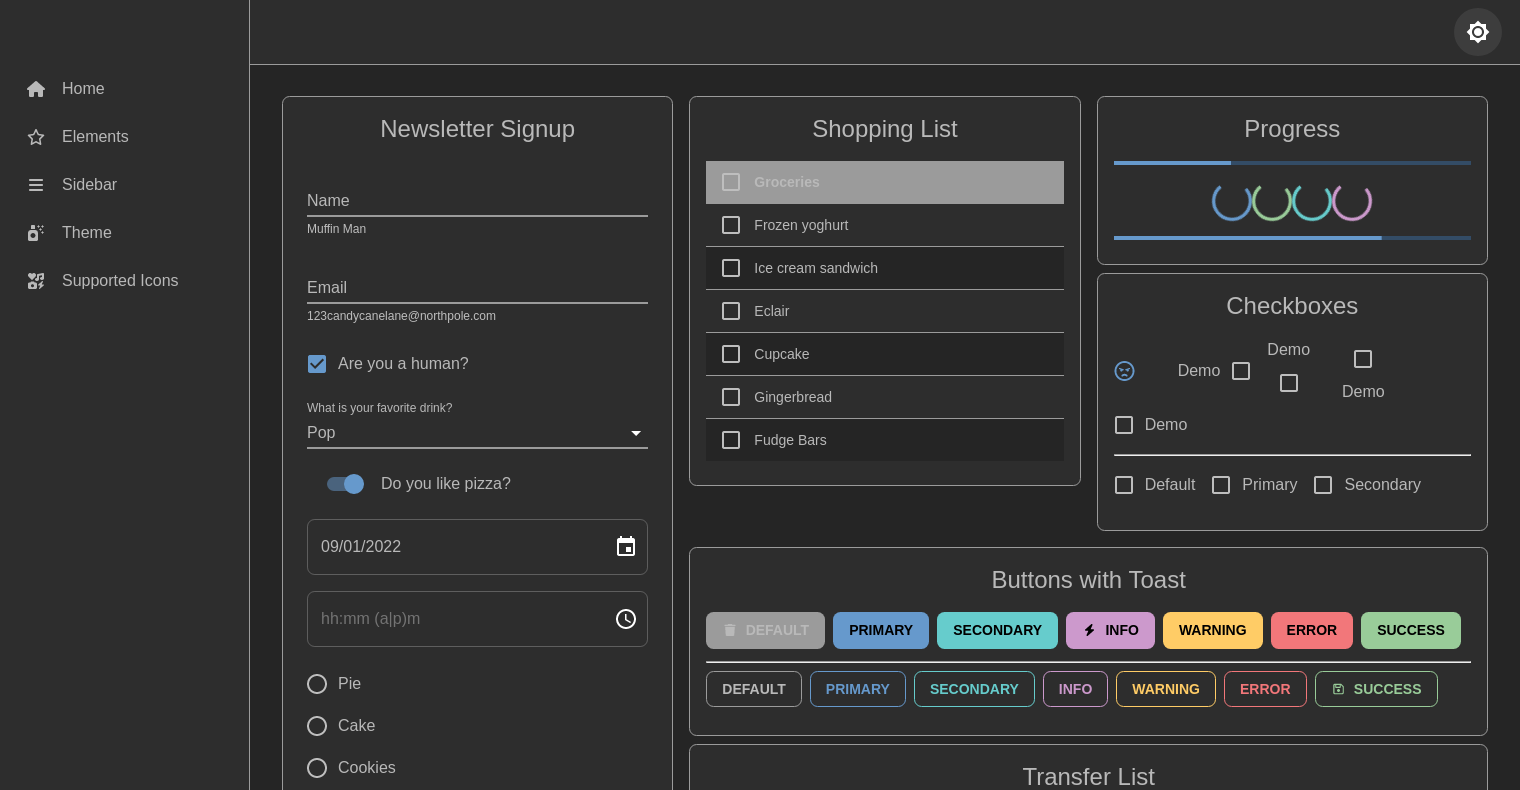 Home
Elements
Sidebar
Theme
Supported Icons
Newsletter Signup
Name
Muffin Man
Email
123candycanelane@northpole.com
Are you a human?
What is your favorite drink?
Pop
Do you like pizza?
09/01/2022
hh:mm (a|p)m
Pie
Cake
Cookies
Shopping List
Groceries
Frozen yoghurt
Ice cream sandwich
Eclair
Cupcake
Gingerbread
Fudge Bars
Progress
Checkboxes
Demo
Demo
Demo
Demo
Default Primary Secondary
Buttons with Toast
DEFAULT PRIMARY SECONDARY INFO WARNING ERROR SUCCESS
DEFAULT PRIMARY SECONDARY INFO WARNING ERROR SUCCESS
Transfer List